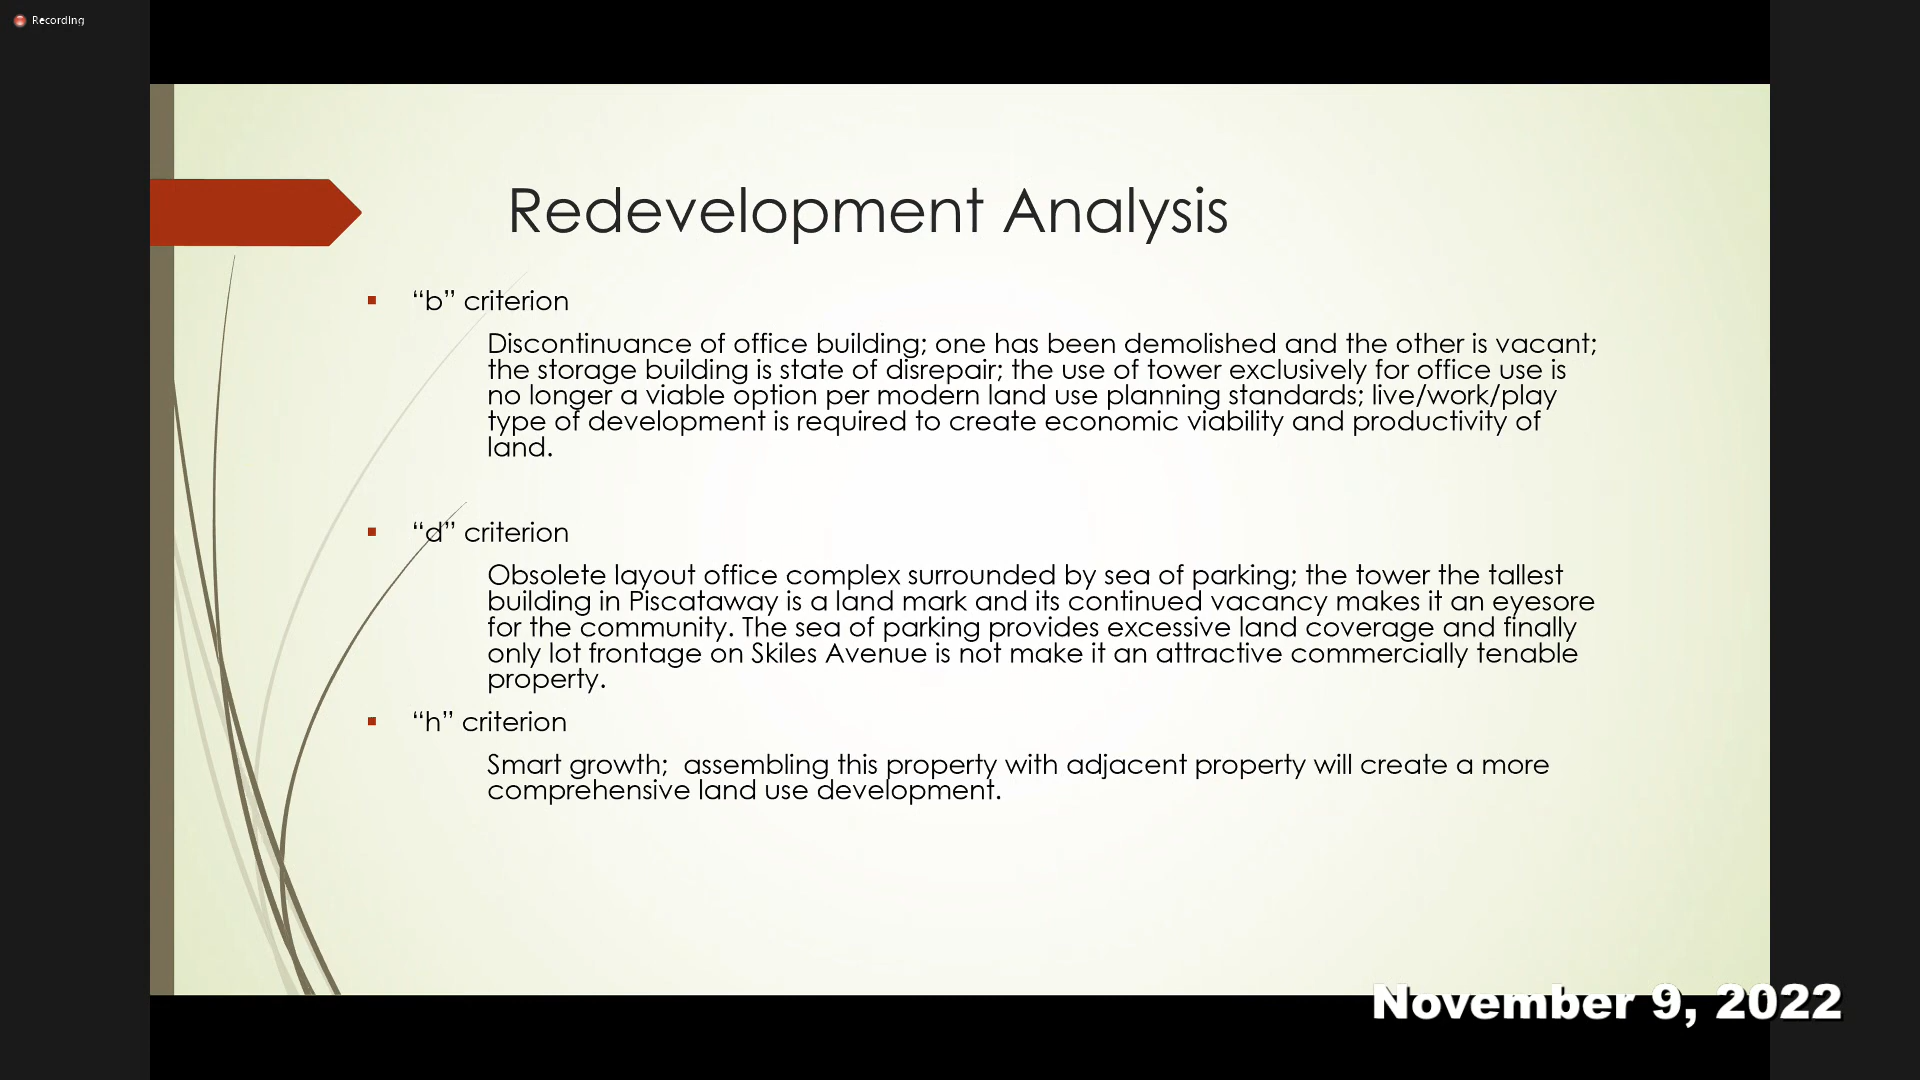 Recording
Redevelopment Analysis
“b” criterion
Discontinuance of office building; one has been demolished and the other is vacant;
the storage building is state of disrepair; the use of tower exclusively for office use is
no longer a viable option per modern land use planning standards; live/work/play
type of development is required to create economic viability and productivity of
land.
“d” criterion
Obsolete layout office complex surrounded by sea of parking; the tower the tallest
building in Piscataway is a land mark and its continued vacancy makes it an eyesore
for the community. The sea of parking provides excessive land coverage and finally
only lot frontage on Skiles Avenue is not make it an attractive commercially tenable
property.
“h” criterion
Smart growth;  assembling this property with adjacent property will create a more
comprehensive land use development.
November 9, 2022